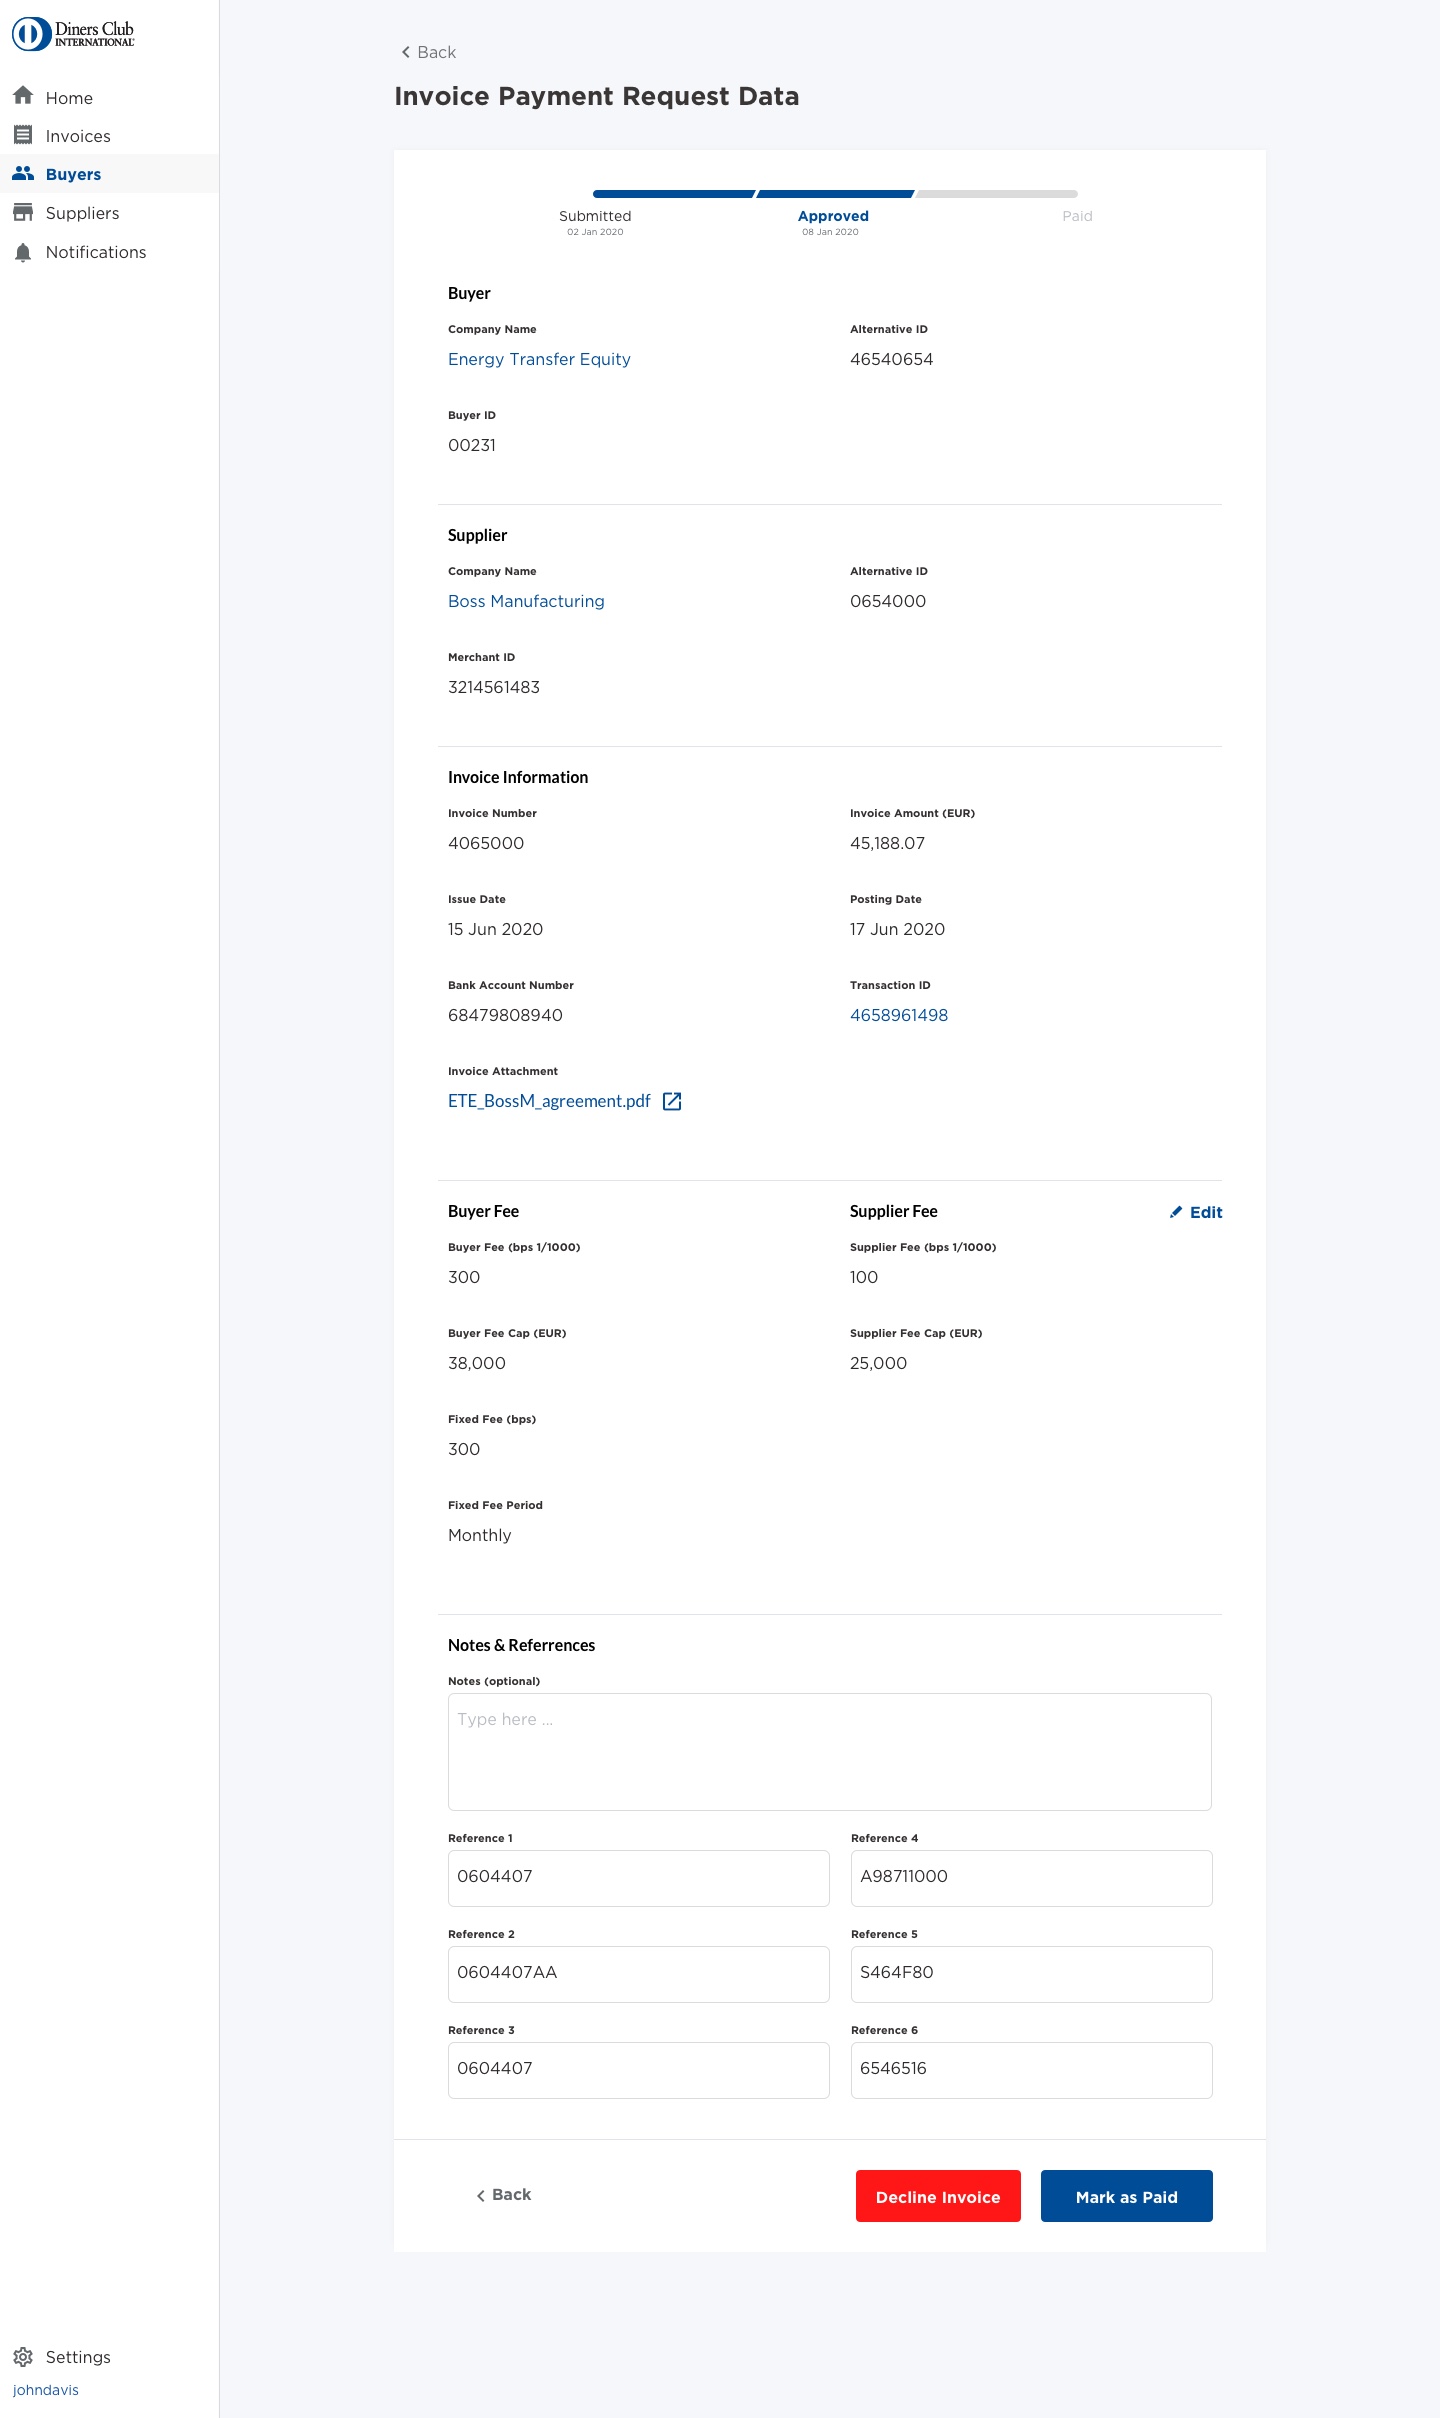 Diners Club
INTERNATIONAL
Home
Invoices
Buyers
Suppliers
Notifications
Back
Invoice Payment Request Data
Submitted
02 Jan 2020
Approved
08 Jan 2020
Paid
Buyer
Company Name
Energy Transfer Equity
Alternative ID
46540654
Buyer ID
00231
Supplier
Company Name
Boss Manufacturing
Alternative ID
0654000
Merchant ID
3214561483
Invoice Information
Invoice Number
4065000
Invoice Amount (EUR)
45,188.07
Issue Date
15 Jun 2020
Posting Date
17 Jun 2020
Bank Account Number
68479808940
Transaction ID
4658961498
Invoice Attachment
ETE_BossM_agreement.pdf
Buyer Fee
Supplier Fee
Edit
Buyer Fee (bps 1/1000)
300
Supplier Fee (bps 1/1000)
100
Buyer Fee Cap (EUR)
38,000
Supplier Fee Cap (EUR)
25,000
Fixed Fee (bps)
300
Fixed Fee Period
Monthly
Notes & Referrences
Notes (optional)
Type here ...
Reference 1
0604407
Reference 4
A98711000
Reference 2
0604407AA
Reference 5
S464F80
Reference 3
0604407
Reference 6
6546516
Back
Decline Invoice
Mark as Paid
Settings
johndavis